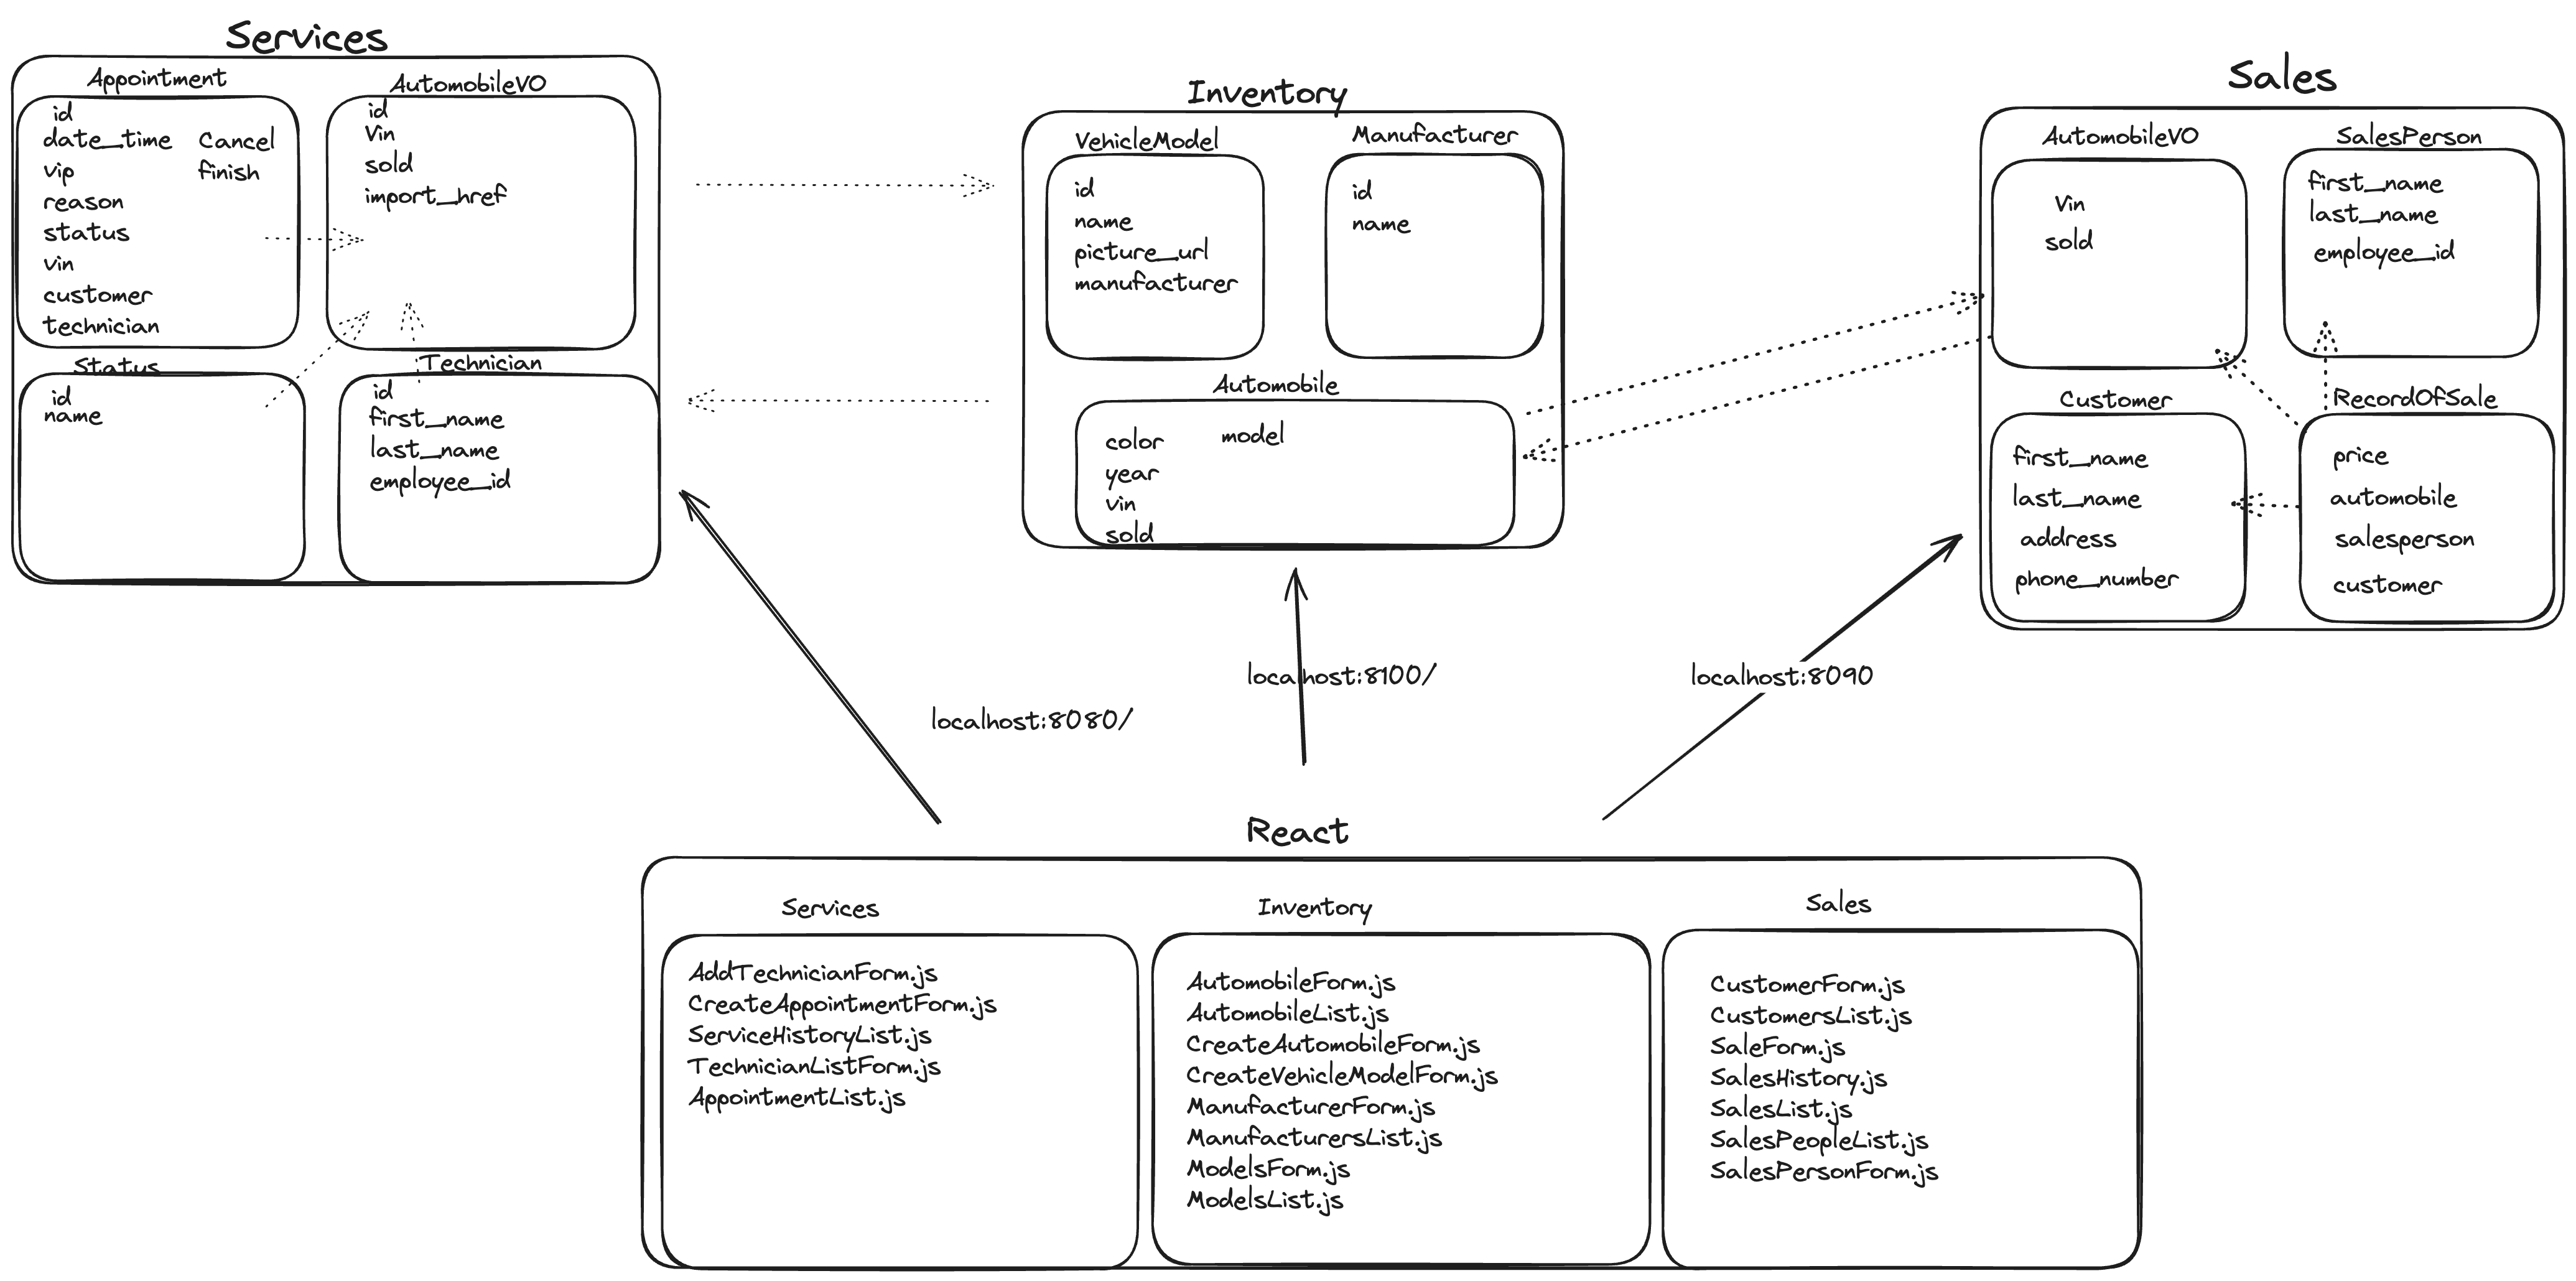 Services
Appointment
id
date_time
vip
reason
status
vin
customer
technician
Cancel
finish
AutomobileVO
id
Vin
sold
import_href
Status
id
name
Technician
id
first_name
last_name
employee_id
Inventory
VehicleModel
id
name
picture_url
manufacturer
Manufacturer
id
name
Automobile
color
year
vin
sold
model
Sales
AutomobileVO
Vin
sold
SalesPerson
first_name
last_name
employee_id
Customer
first_name
last_name
address
phone_number
RecordOfSale
price
automobile
salesperson
customer
localhost:8080/
localhost:8100/
localhost:8090
React
Services
AddTechnicianForm.js
CreateAppointmentForm.js
ServiceHistoryList.js
TechnicianListForm.js
AppointmentList.js
Inventory
AutomobileForm.js
AutomobileList.js
CreateAutomobileForm.js
CreateVehicleModelForm.js
ManufacturerForm.js
ManufacturersList.js
ModelsForm.js
ModelsList.js
Sales
CustomerForm.js
CustomersList.js
SaleForm.js
SalesHistory.js
SalesList.js
SalesPeopleList.js
SalesPersonForm.js